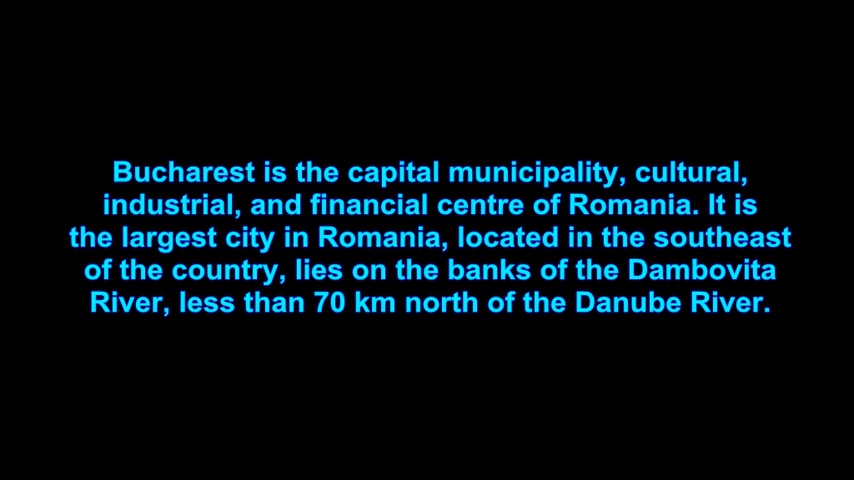 Bucharest is the capital municipality, cultural,
industrial, and financial centre of Romania. It is
the largest city in Romania, located in the southeast
of the country, lies on the banks of the Dambovita
River, less than 70 km north of the Danube River.